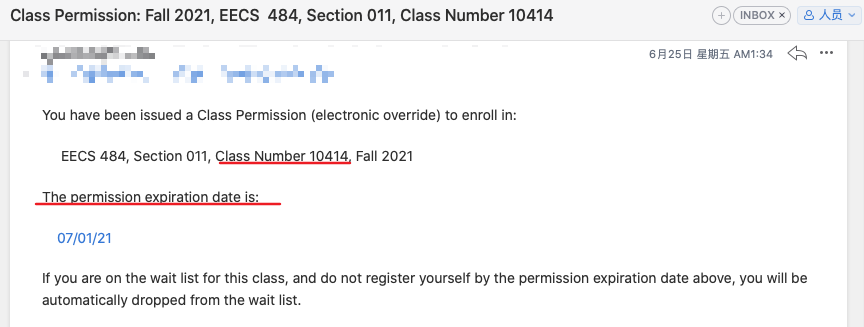 Class Permission: Fall 2021, EECS  484, Section 011, Class Number 10414
INBOX ×
人员
6月25日 星期五 AM1:34
You have been issued a Class Permission (electronic override) to enroll in:
EECS 484, Section 011, Class Number 10414, Fall 2021
The permission expiration date is:
07/01/21
If you are on the wait list for this class, and do not register yourself by the permission expiration date above, you will be
automatically dropped from the wait list.